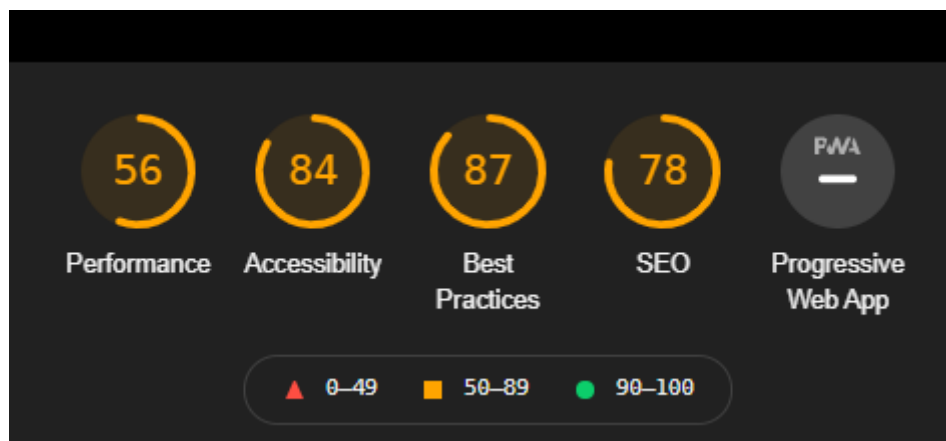 56
84
87
78
PWA
Performance
Accessibility
Best
Practices
SEO
Progressive
Web App
0–49
50–89
90–100